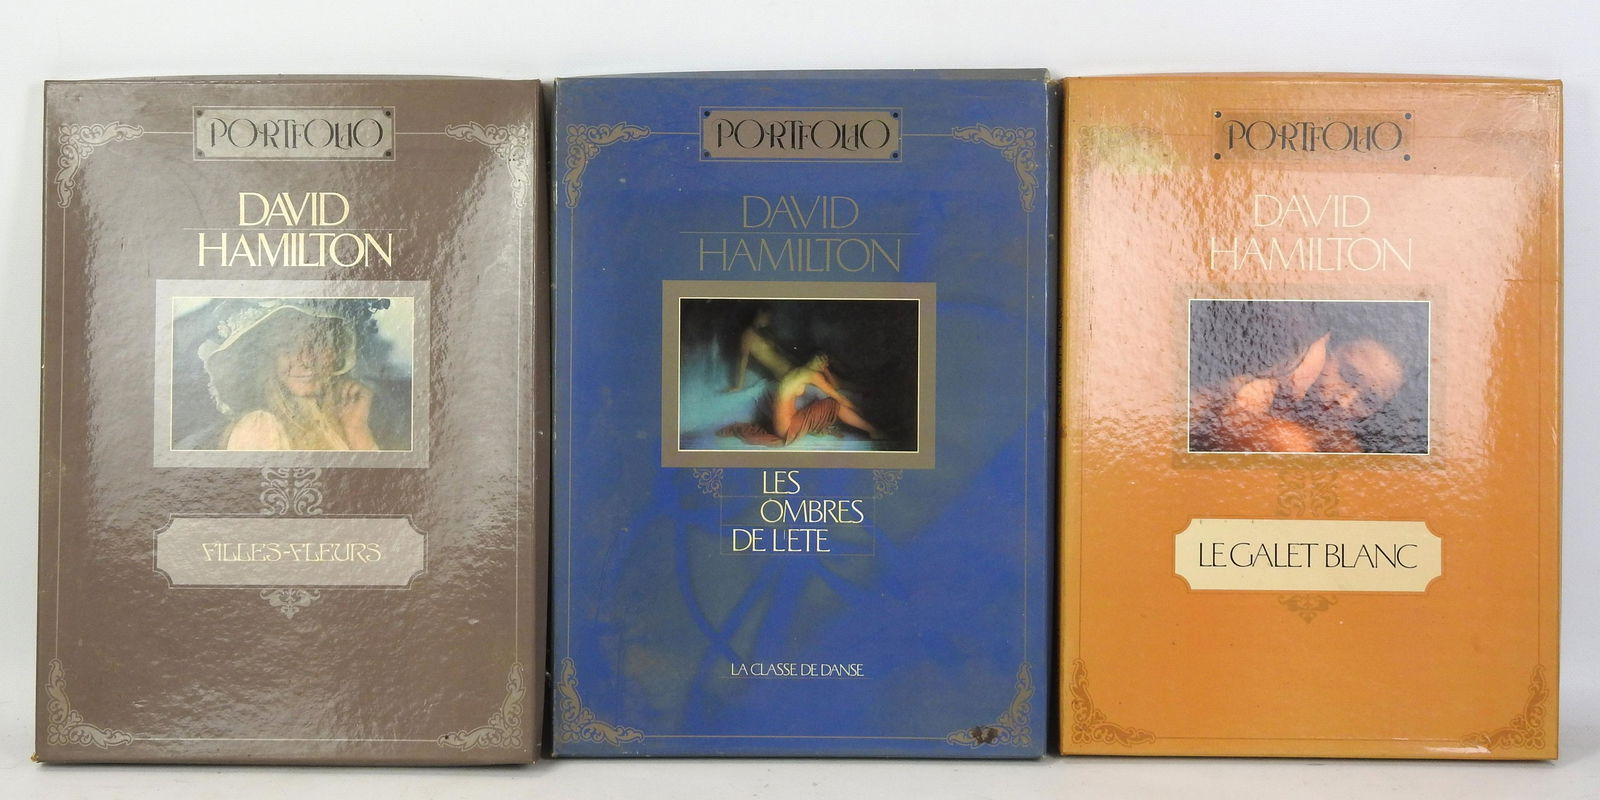 PORTFOLIO
DAVID
HAMILTON
FILLES-FLEURS
PORTFOLIO
DAVID
HAMILTON
LES
OMBRES
DE L'ETE
LA CLASSE DE DANSE
PORTFOLIO
DAVID
HAMILTON
LE GALET BLANC